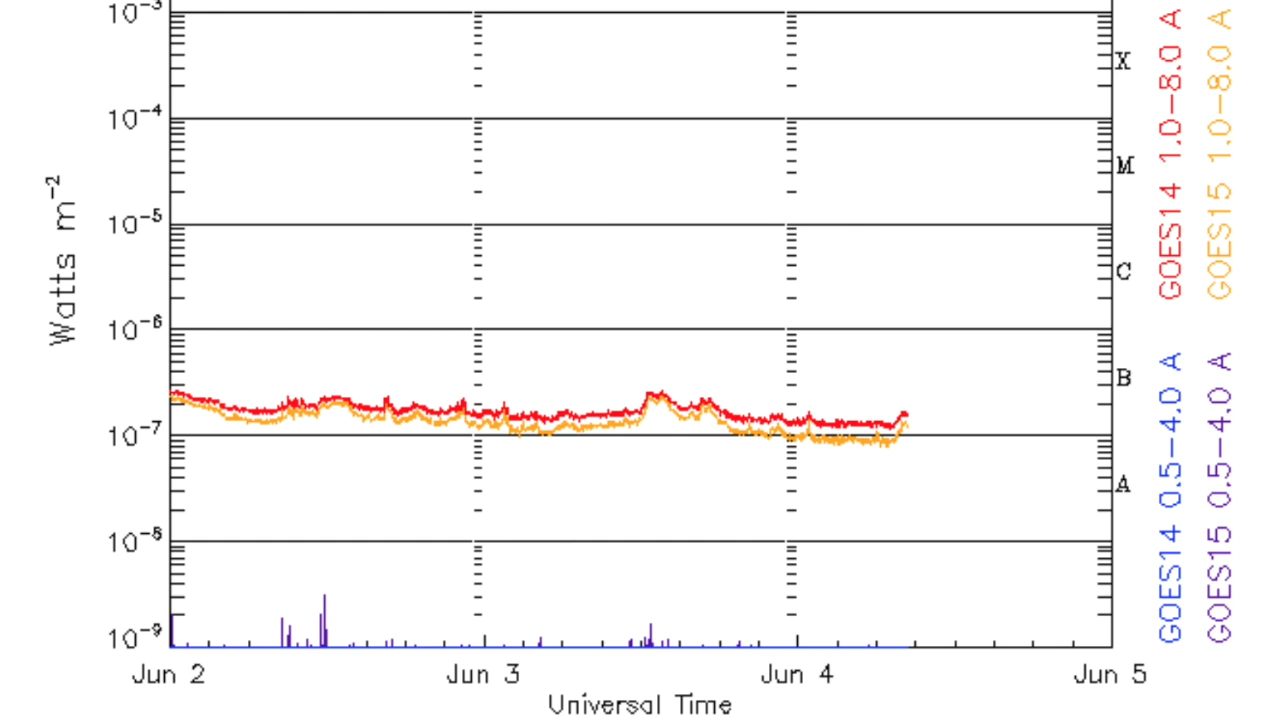 10⁻³
10⁻⁴
10⁻⁵
10⁻⁶
10⁻⁷
10⁻⁸
10⁻⁹
Watts m⁻²
X
M
C
B
A
Jun 2 Jun 3 Jun 4 Jun 5
Universal Time
GOES14 1.0-8.0 A
GOES15 1.0-8.0 A
GOES14 0.5-4.0 A
GOES15 0.5-4.0 A